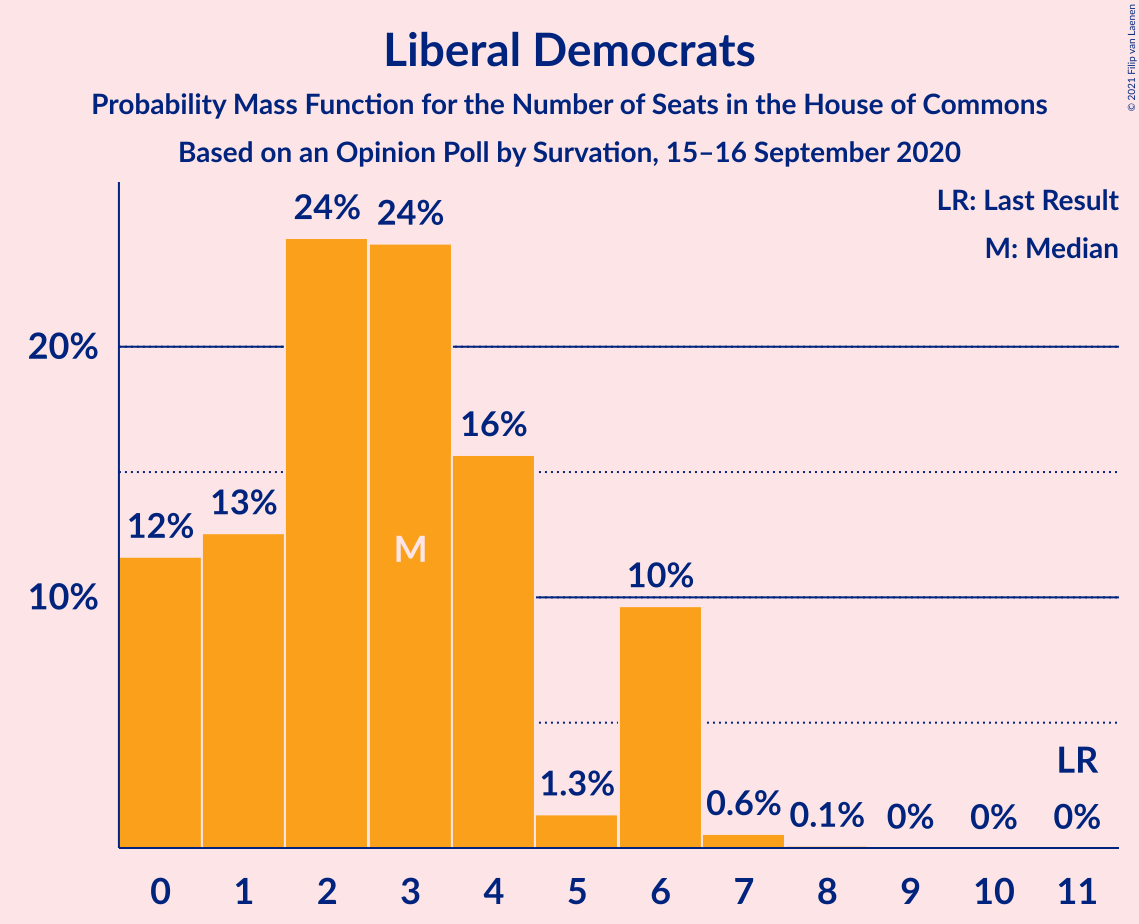 Liberal Democrats
Probability Mass Function for the Number of Seats in the House of Commons
Based on an Opinion Poll by Survation, 15–16 September 2020
© 2021 Filip van Laenen
LR: Last Result
M: Median
24%
24%
20%
16%
13%
12%
M
10%
10%
LR
1.3%
0.6%
0.1%
0%
0%
0%
0 1 2 3 4 5 6 7 8 9 10 11